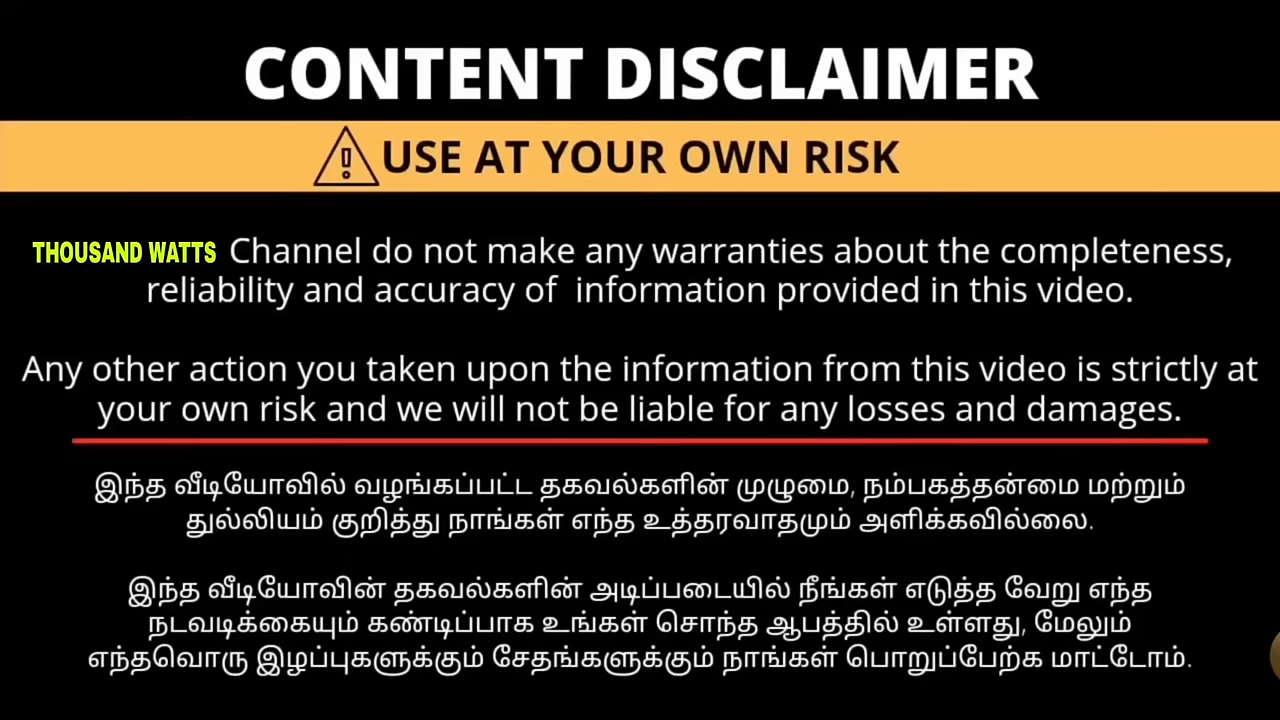 CONTENT DISCLAIMER
USE AT YOUR OWN RISK
THOUSAND WATTS Channel do not make any warranties about the completeness,
reliability and accuracy of information provided in this video.
Any other action you taken upon the information from this video is strictly at
your own risk and we will not be liable for any losses and damages.
இந்த வீடியோவில் வழங்கப்பட்ட தகவல்களின் முழுமை, நம்பகத்தன்மை மற்றும்
துல்லியம் குறித்து நாங்கள் எந்த உத்தரவாதமும் அளிக்கவில்லை.
இந்த வீடியோவின் தகவல்களின் அடிப்படையில் நீங்கள் எடுத்த வேறு எந்த
நடவடிக்கையும் கண்டிப்பாக உங்கள் சொந்த ஆபத்தில் உள்ளது, மேலும்
எந்தவொரு இழப்புகளுக்கும் சேதங்களுக்கும் நாங்கள் பொறுப்பேற்க மாட்டோம்.